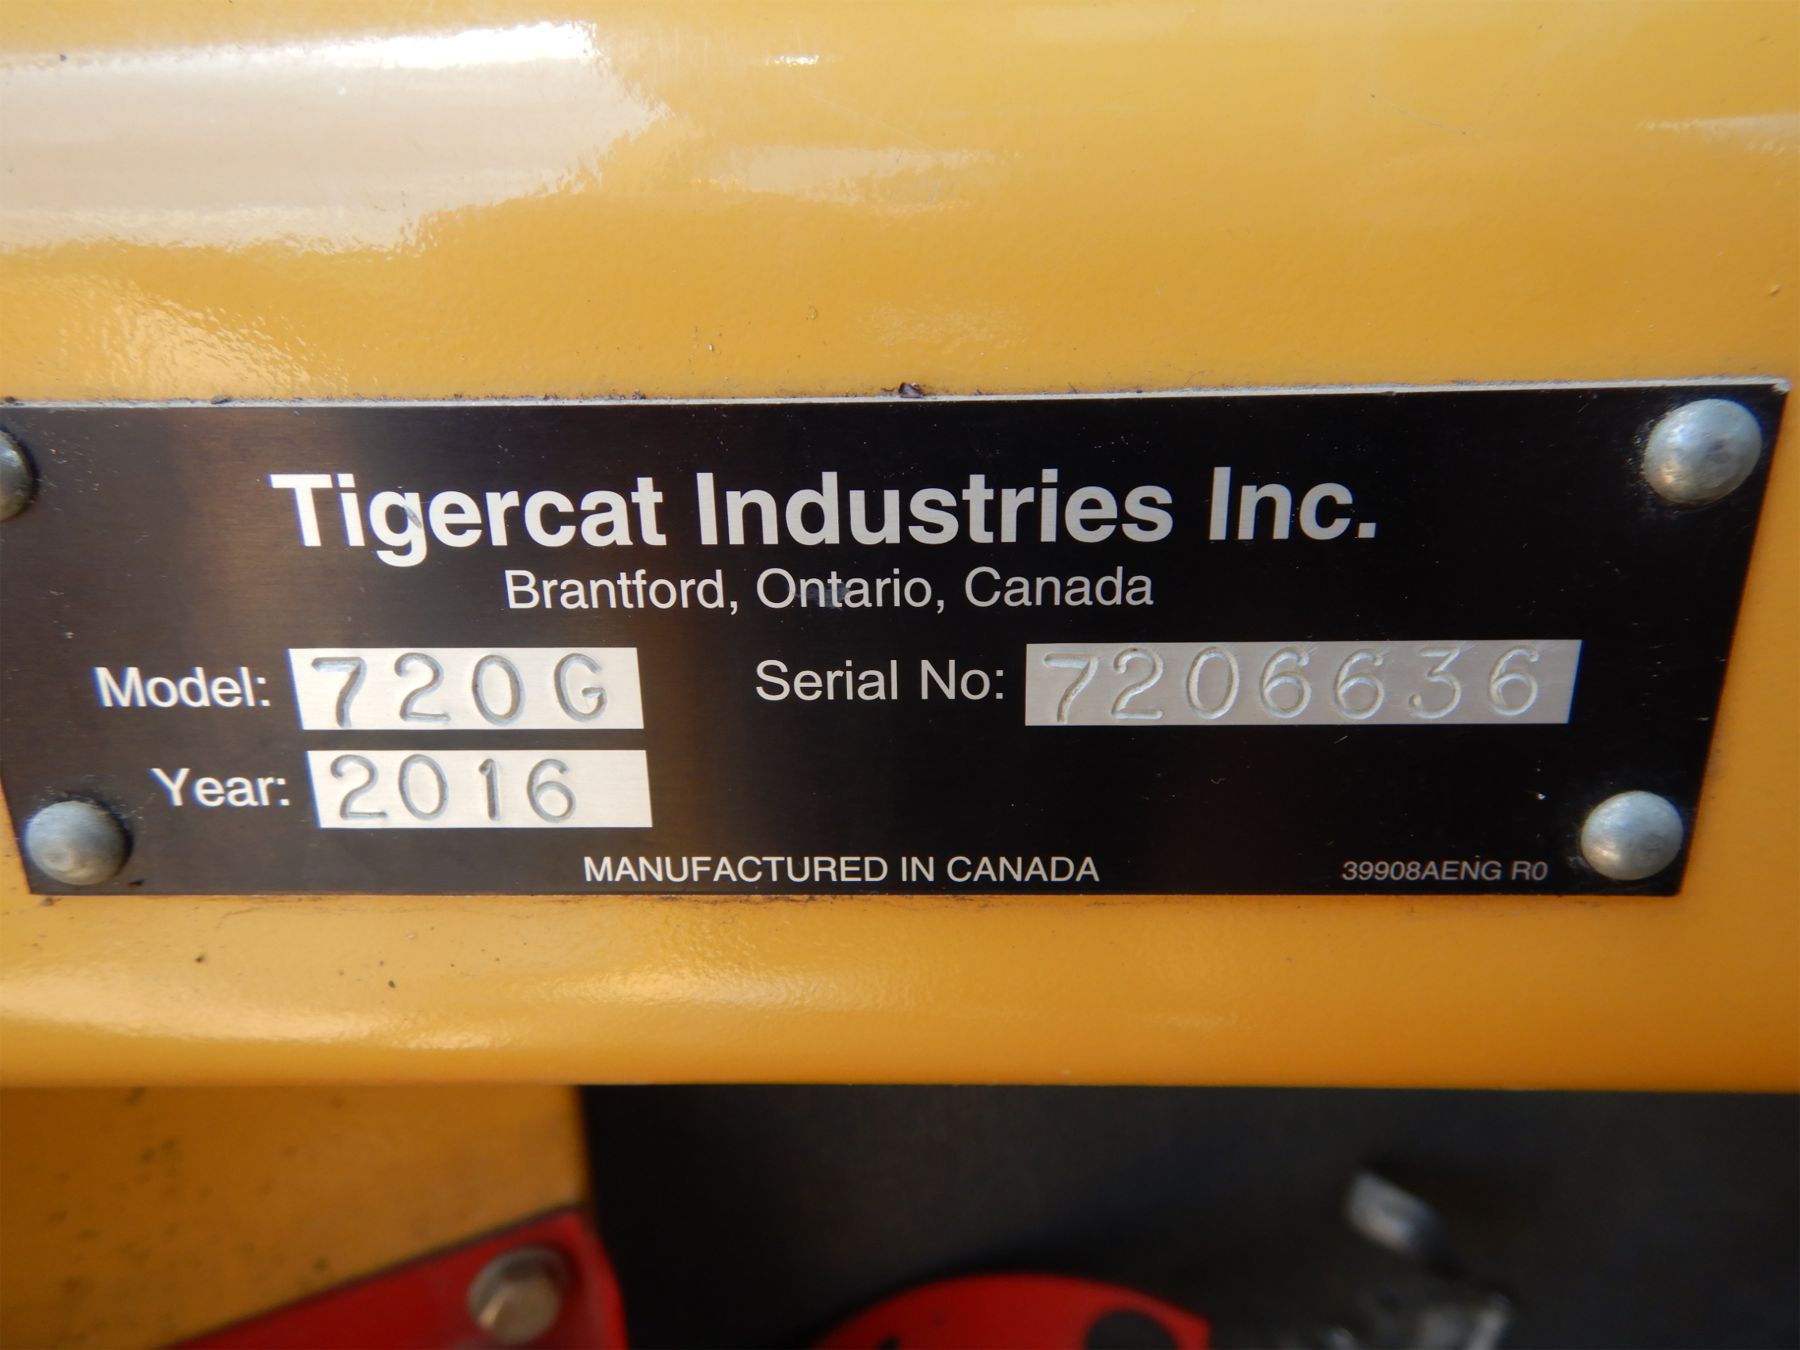 Tigercat Industries Inc.
Brantford, Ontario, Canada
Model: 720G Serial No: 7206636
Year: 2016
MANUFACTURED IN CANADA 39908AENG R0